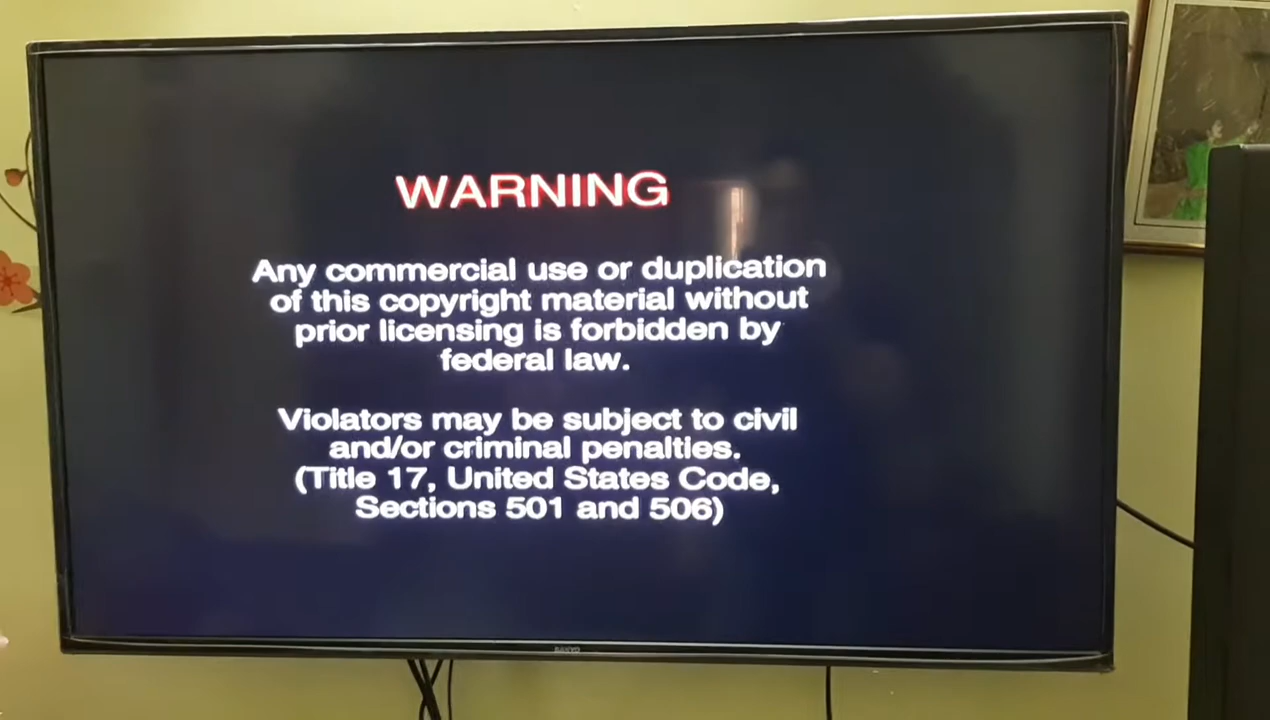 WARNING
Any commercial use or duplication
of this copyright material without
prior licensing is forbidden by
federal law.
Violators may be subject to civil
and/or criminal penalties.
(Title 17, United States Code,
Sections 501 and 506)
SANYO